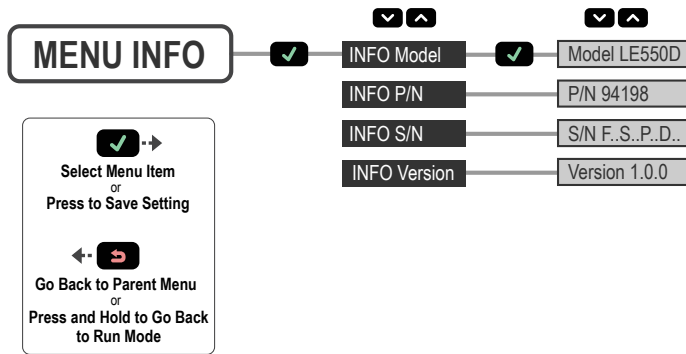 MENU INFO
INFO Model
Model LE550D
INFO P/N
P/N 94198
INFO S/N
S/N F..S..P..D..
INFO Version
Version 1.0.0
Select Menu Item
or
Press to Save Setting
Go Back to Parent Menu
or
Press and Hold to Go Back
to Run Mode